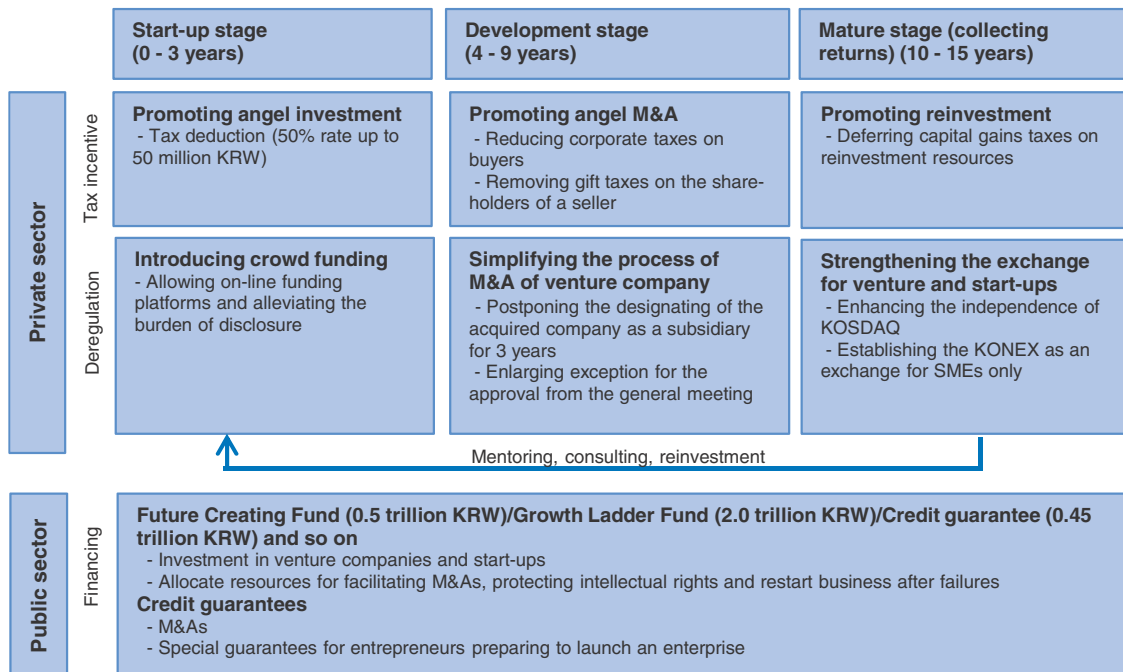 Start-up stage
(0 - 3 years)
Development stage
(4 - 9 years)
Mature stage (collecting
returns) (10 - 15 years)
Private sector
Tax incentive
Promoting angel investment
- Tax deduction (50% rate up to
50 million KRW)
Promoting angel M&A
- Reducing corporate taxes on
buyers
- Removing gift taxes on the share-
holders of a seller
Promoting reinvestment
- Deferring capital gains taxes on
reinvestment resources
Deregulation
Introducing crowd funding
- Allowing on-line funding
platforms and alleviating the
burden of disclosure
Simplifying the process of
M&A of venture company
- Postponing the designating of the
acquired company as a subsidiary
for 3 years
- Enlarging exception for the
approval from the general meeting
Strengthening the exchange
for venture and start-ups
- Enhancing the independence of
KOSDAQ
- Establishing the KONEX as an
exchange for SMEs only
Mentoring, consulting, reinvestment
Public sector
Financing
Future Creating Fund (0.5 trillion KRW)/Growth Ladder Fund (2.0 trillion KRW)/Credit guarantee (0.45
trillion KRW) and so on
- Investment in venture companies and start-ups
- Allocate resources for facilitating M&As, protecting intellectual rights and restart business after failures
Credit guarantees
- M&As
- Special guarantees for entrepreneurs preparing to launch an enterprise